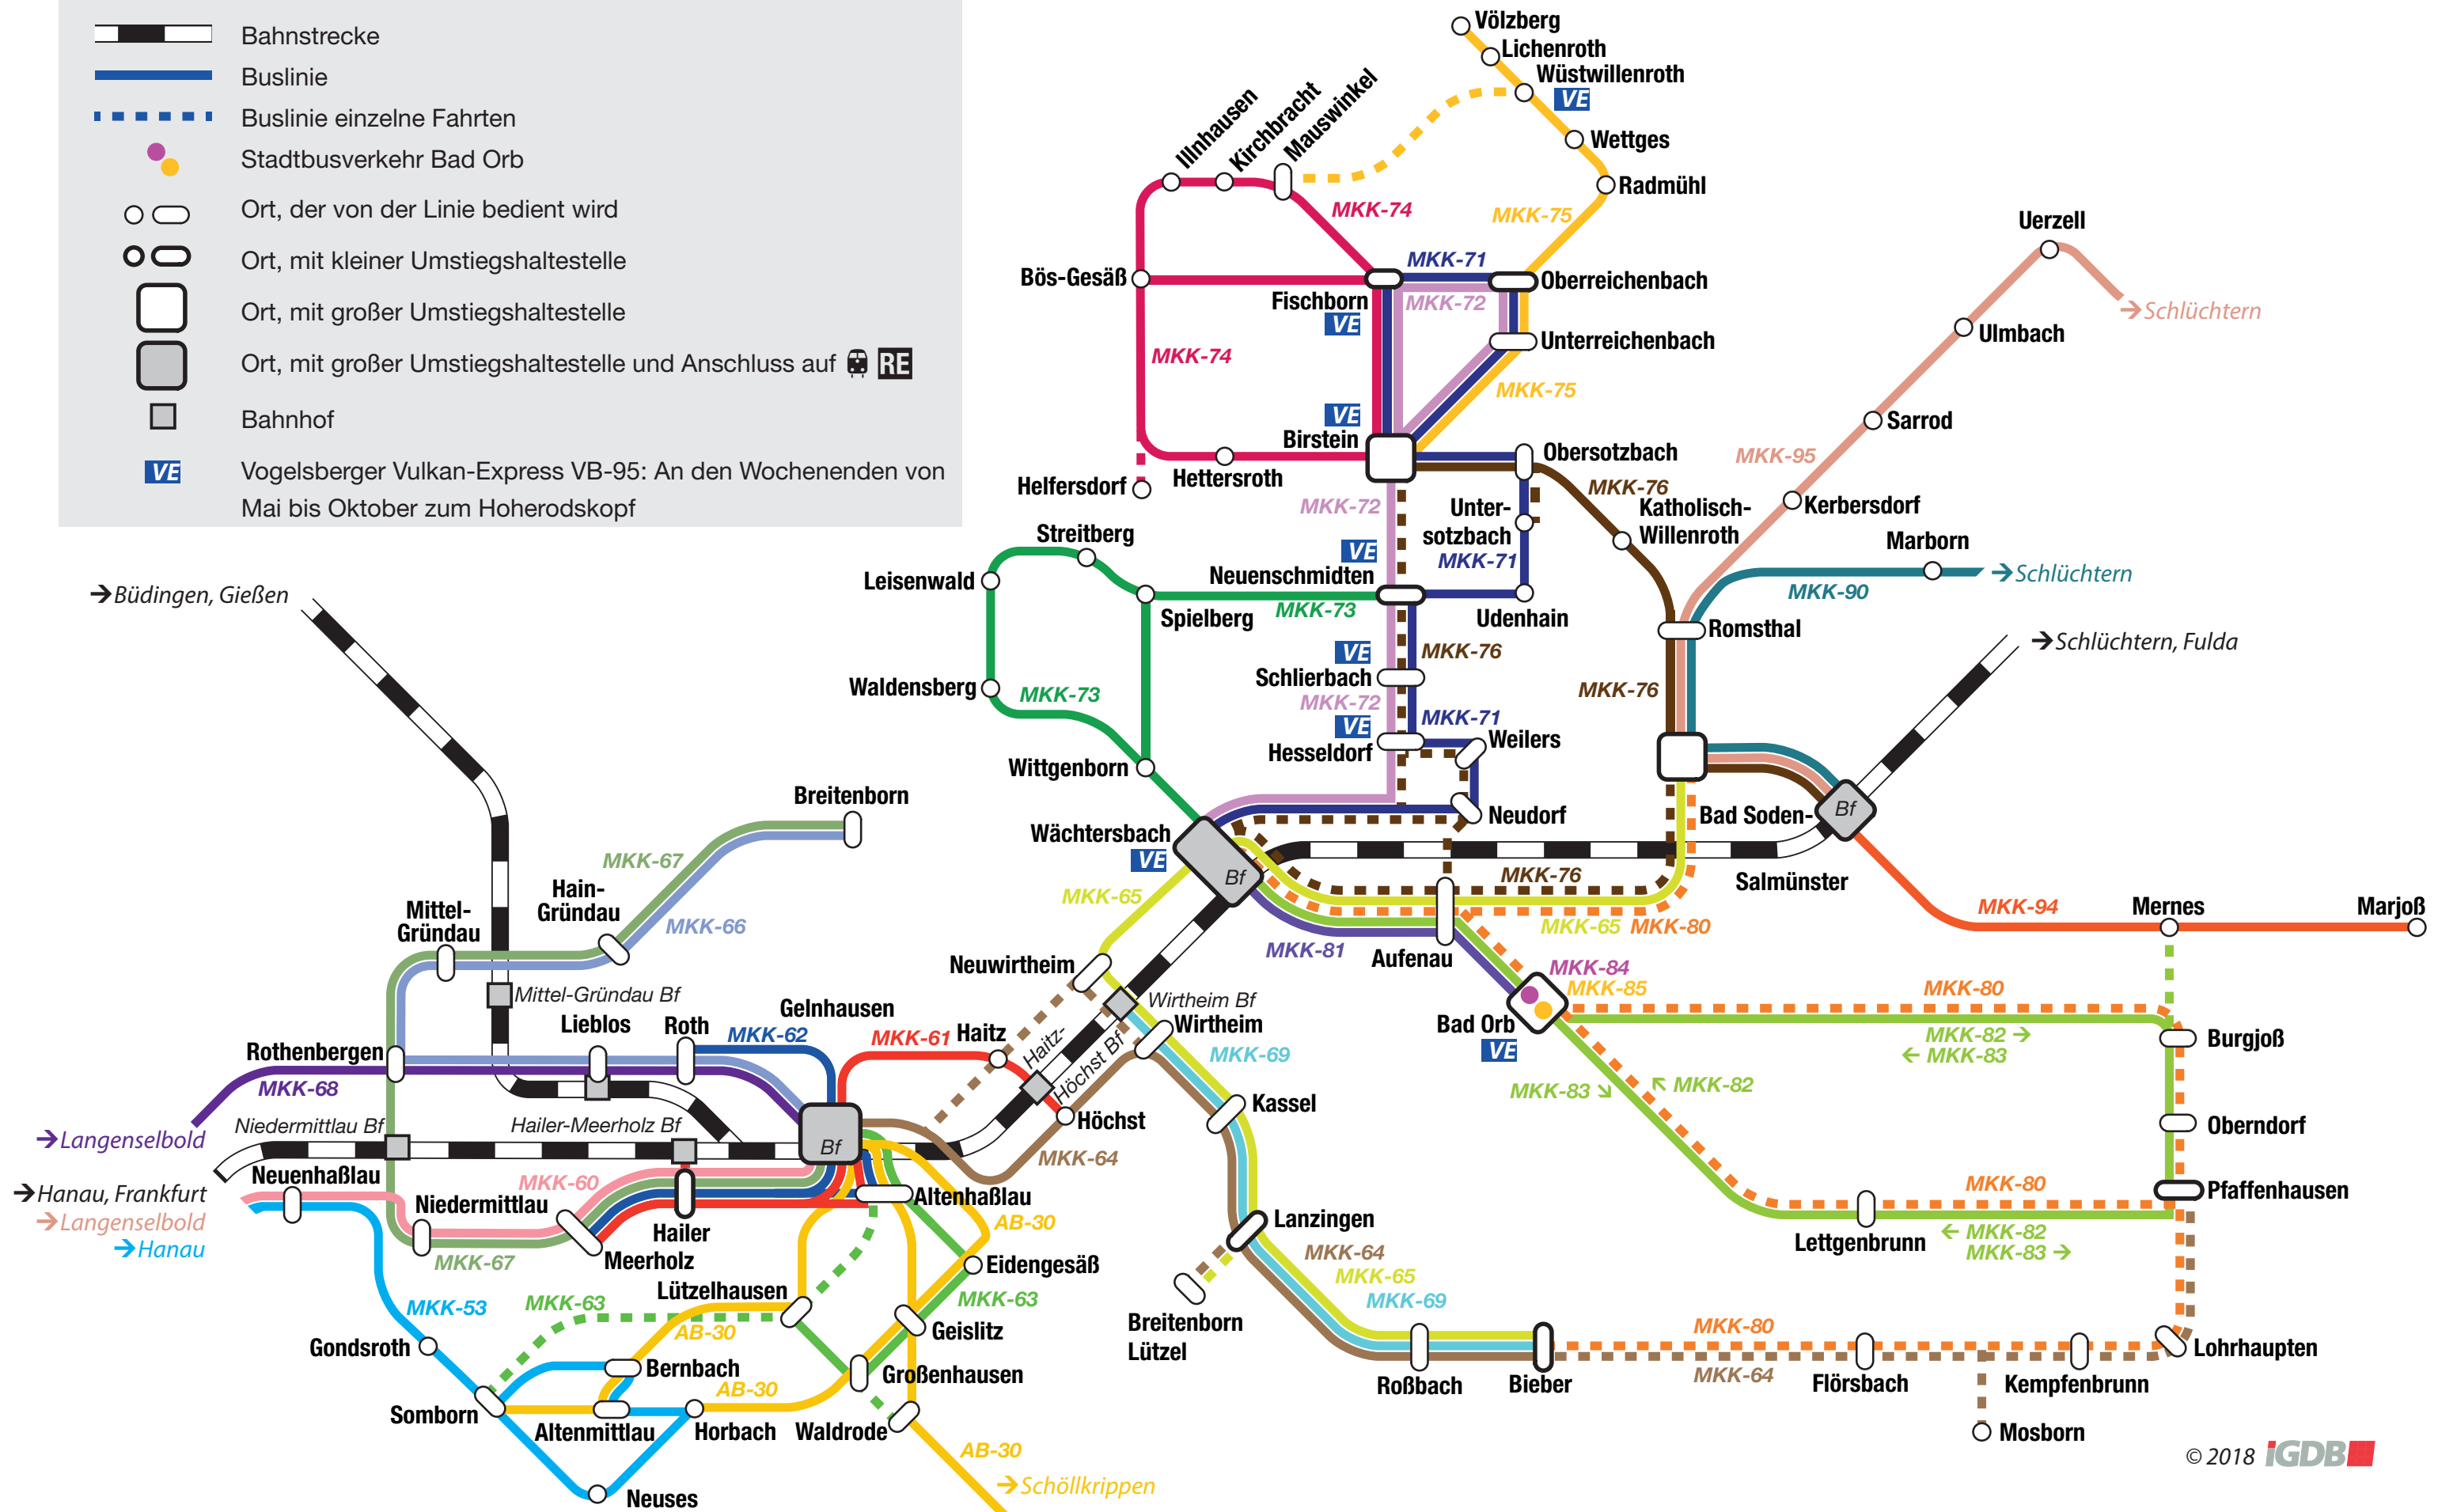 Bahnstrecke
Buslinie
Buslinie einzelne Fahrten
Stadtbusverkehr Bad Orb
Ort, der von der Linie bedient wird
Ort, mit kleiner Umstiegshaltestelle
Ort, mit großer Umstiegshaltestelle
Ort, mit großer Umstiegshaltestelle und Anschluss auf RE
Bahnhof
VE Vogelsberger Vulkan-Express VB-95: An den Wochenenden von
Mai bis Oktober zum Hoherodskopf
Völzberg
Lichenroth
Wüstwillenroth
VE
Wettges
Radmühl
Illnhausen
Kirchbracht
Mauswinkel
MKK-74
MKK-75
MKK-71
Bös-Gesäß
Fischborn
VE
MKK-72
Oberreichenbach
Unterreichenbach
MKK-74
MKK-75
VE
Birstein
Hettersroth
Helfersdorf
Obersotzbach
MKK-76
MKK-72
Unter-
sotzbach
MKK-71
Katholisch-
Willenroth
Uerzell
→Schlüchtern
Ulmbach
Sarrod
MKK-95
Kerbersdorf
Marborn
→Schlüchtern
MKK-90
Romsthal
→Schlüchtern, Fulda
Streitberg
Leisenwald
VE
Neuenschmidten
MKK-73
Spielberg
Udenhain
Waldensberg
MKK-73
VE
Schlierbach
MKK-76
MKK-72
VE
MKK-71
Hesseldorf
Weilers
MKK-76
Wittgenborn
Neudorf
Wächtersbach
VE
Bf
Bad Soden-
Salmünster
Bf
MKK-76
MKK-65
MKK-65 MKK-80
MKK-81
Aufenau
MKK-94
Mernes
Marjoß
→Büdingen, Gießen
Breitenborn
MKK-67
MKK-66
Hain-
Gründau
Mittel-
Gründau
Mittel-Gründau Bf
Lieblos
Roth
MKK-62
Gelnhausen
Bf
Rothenbergen
MKK-68
→Langenselbold
Niedermittlau Bf
Hailer-Meerholz Bf
→Hanau, Frankfurt
→Langenselbold
→Hanau
Neuenhaßlau
MKK-60
Niedermittlau
MKK-67
Meerholz
Hailer
MKK-61
Haitz
Haitz-
Höchst Bf
Höchst
MKK-64
Neuwirtheim
Wirtheim Bf
Wirtheim
MKK-69
Kassel
Lanzingen
MKK-64
MKK-65
MKK-69
Breitenborn
Lützel
Roßbach
Bieber
MKK-84
MKK-85
Bad Orb
VE
MKK-80
MKK-82 →
← MKK-83
MKK-83 ↘
↖ MKK-82
Burgjoß
Oberndorf
Pfaffenhausen
MKK-80
Lettgenbrunn
← MKK-82
MKK-83 →
MKK-80
MKK-64
Flörsbach
Kempfenbrunn
Lohrhaupten
Mosborn
Altenhaßlau
AB-30
Eidengesäß
MKK-63
Lützelhausen
MKK-63
AB-30
Geislitz
Großenhausen
MKK-53
Gondsroth
Bernbach
AB-30
Somborn
Altenmittlau
Horbach
Waldrode
AB-30
→Schöllkrippen
Neuses
© 2018 iGDB